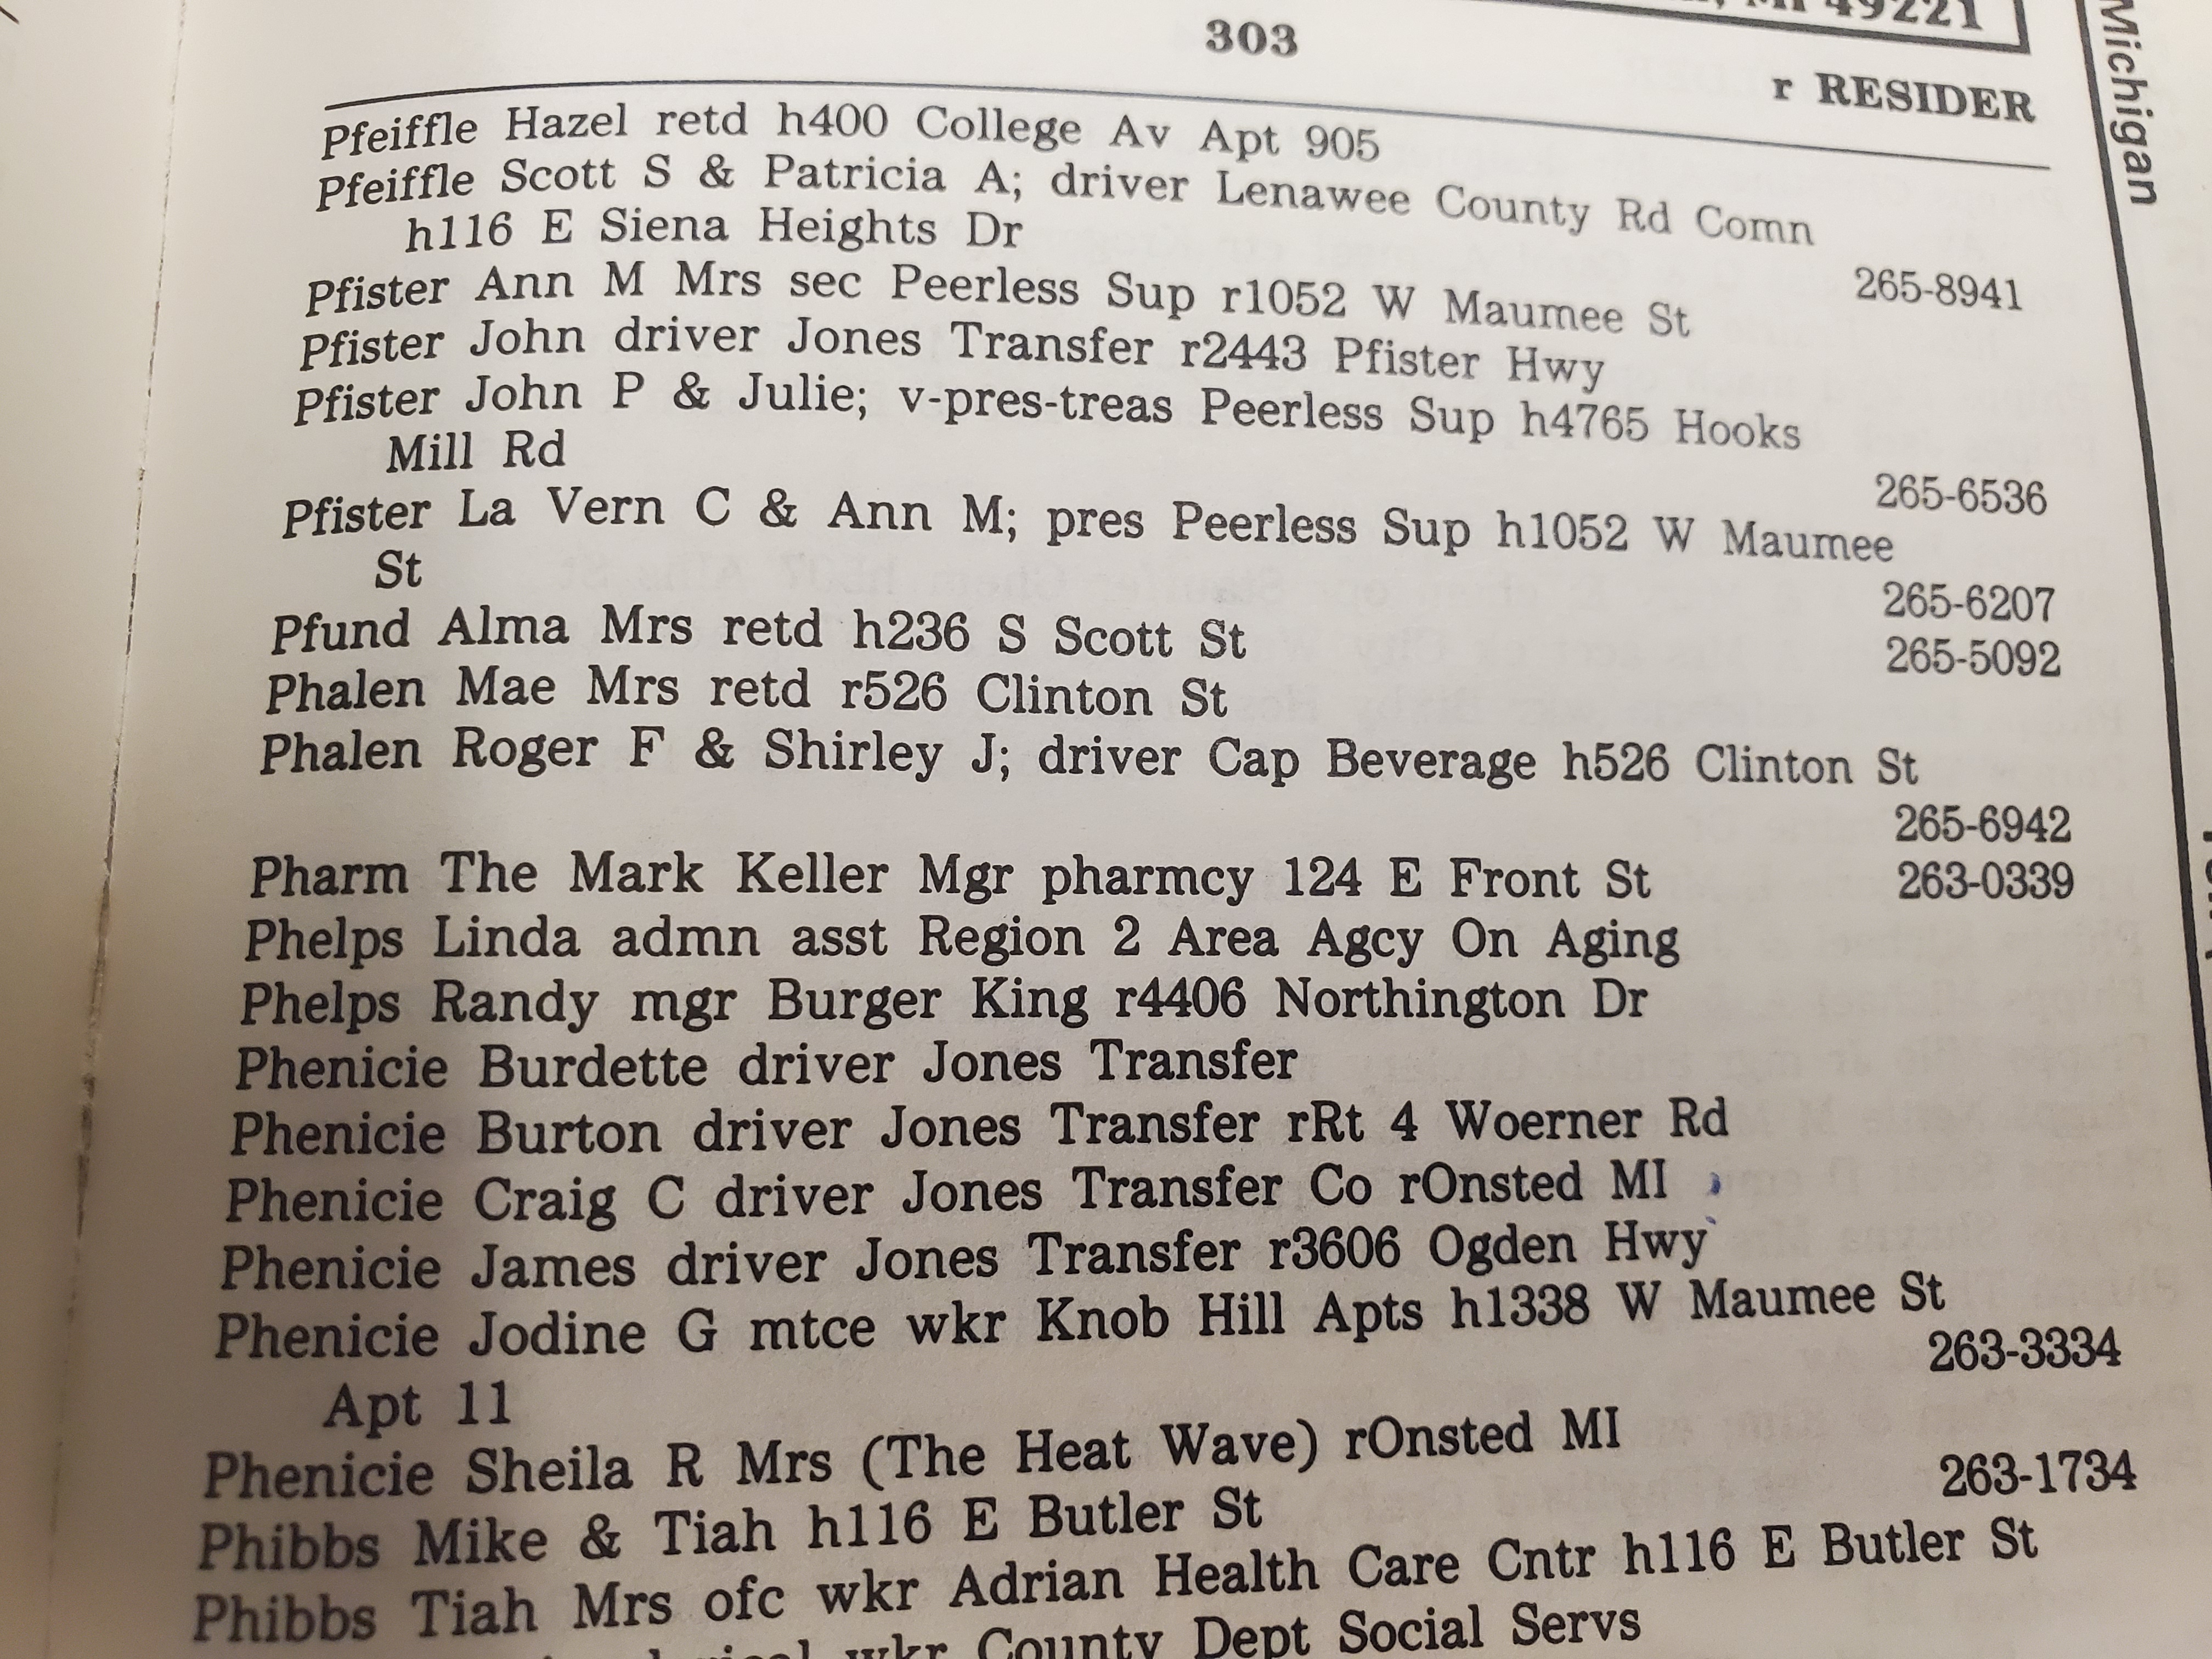 MI 49221
Michigan
303
r RESIDER
Pfeiffle Hazel retd h400 College Av Apt 905
Pfeiffle Scott S & Patricia A; driver Lenawee County Rd Comn
h116 E Siena Heights Dr 265-8941
Pfister Ann M Mrs sec Peerless Sup r1052 W Maumee St
Pfister John driver Jones Transfer r2443 Pfister Hwy
Pfister John P & Julie; v-pres-treas Peerless Sup h4765 Hooks
Mill Rd 265-6536
Pfister La Vern C & Ann M; pres Peerless Sup h1052 W Maumee
St 265-6207
Pfund Alma Mrs retd h236 S Scott St 265-5092
Phalen Mae Mrs retd r526 Clinton St
Phalen Roger F & Shirley J; driver Cap Beverage h526 Clinton St
265-6942
Pharm The Mark Keller Mgr pharmcy 124 E Front St 263-0339
Phelps Linda admn asst Region 2 Area Agcy On Aging
Phelps Randy mgr Burger King r4406 Northington Dr
Phenicie Burdette driver Jones Transfer
Phenicie Burton driver Jones Transfer rRt 4 Woerner Rd
Phenicie Craig C driver Jones Transfer Co rOnsted MI
Phenicie James driver Jones Transfer r3606 Ogden Hwy
Phenicie Jodine G mtce wkr Knob Hill Apts h1338 W Maumee St
Apt 11 263-3334
Phenicie Sheila R Mrs (The Heat Wave) rOnsted MI
Phibbs Mike & Tiah h116 E Butler St 263-1734
Phibbs Tiah Mrs ofc wkr Adrian Health Care Cntr h116 E Butler St
wkr County Dept Social Servs